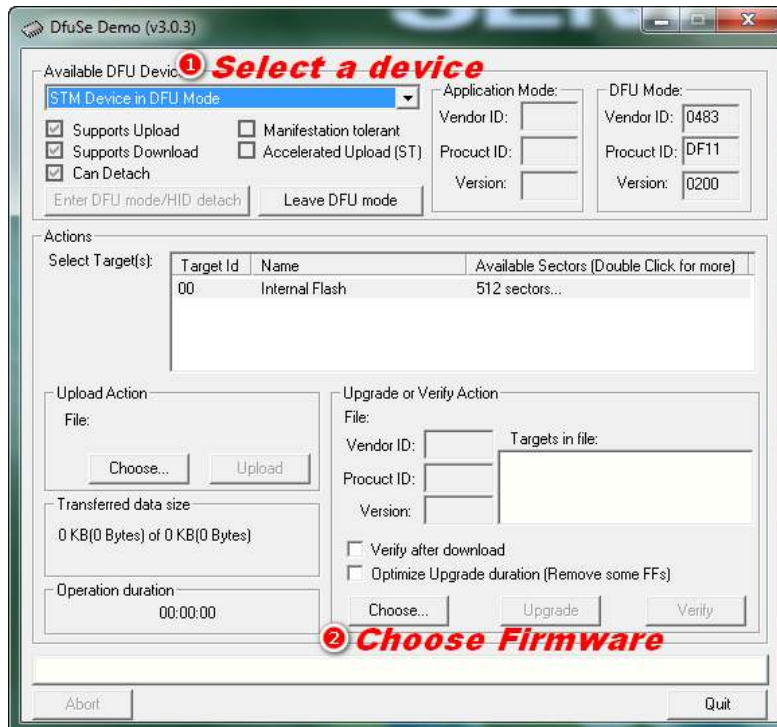 DfuSe Demo (v3.0.3)
Available DFU Devic
❶ Select a device
STM Device in DFU Mode
Supports Upload
Manifestation tolerant
Supports Download
Accelerated Upload (ST)
Can Detach
Enter DFU mode/HID detach
Leave DFU mode
Application Mode:
Vendor ID:
Procuct ID:
Version:
DFU Mode:
Vendor ID: 0483
Procuct ID: DF11
Version: 0200
Actions
Select Target(s):
Target Id Name Available Sectors (Double Click for more)
00 Internal Flash 512 sectors...
Upload Action
File:
Choose... Upload
Transferred data size
0 KB(0 Bytes) of 0 KB(0 Bytes)
Operation duration
00:00:00
Upgrade or Verify Action
File:
Vendor ID:
Procuct ID:
Version:
Targets in file:
Verify after download
Optimize Upgrade duration (Remove some FFs)
Choose... Upgrade Verify
❷ Choose Firmware
Abort Quit